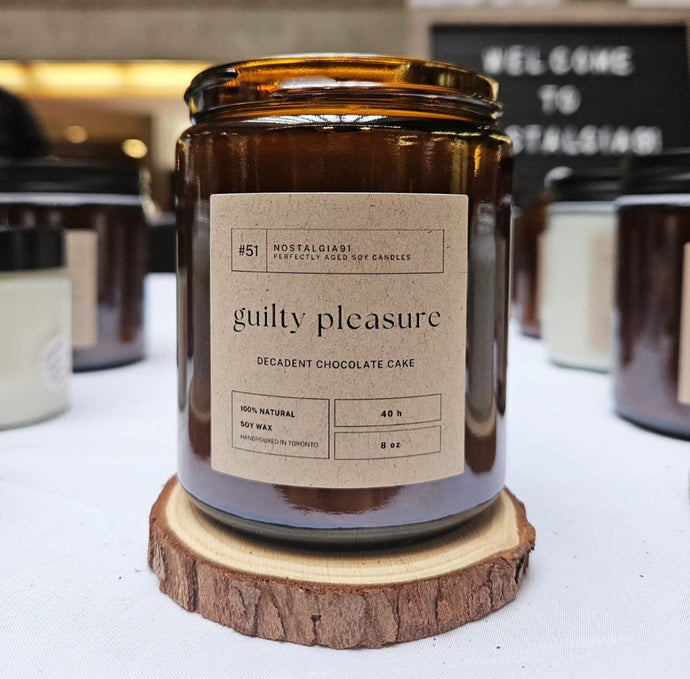 WELCOME
TO
NOSTALGIA91
#51
NOSTALGIA91
PERFECTLY AGED SOY CANDLES
guilty pleasure
DECADENT CHOCOLATE CAKE
100% NATURAL
SOY WAX
HANDPOURED IN TORONTO
40 h
8 oz